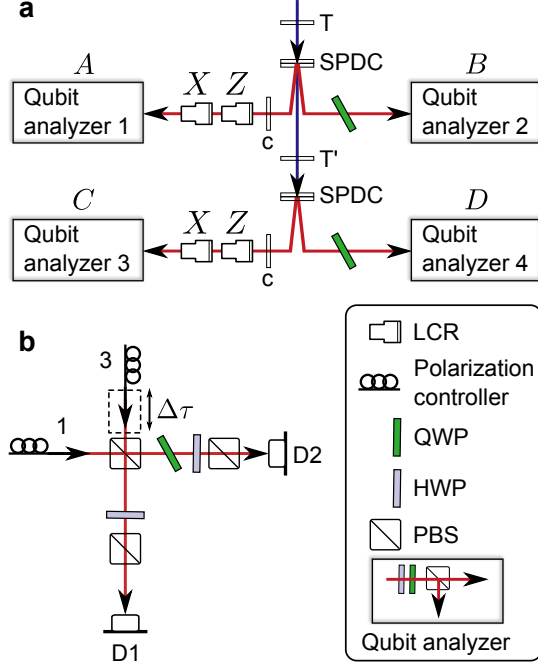 a
T
SPDC
A
X Z
B
Qubit
analyzer 1
Qubit
analyzer 2
c
T'
SPDC
C
X Z
D
Qubit
analyzer 3
Qubit
analyzer 4
c
b
3
Δτ
1
D2
D1
LCR
Polarization
controller
QWP
HWP
PBS
Qubit analyzer